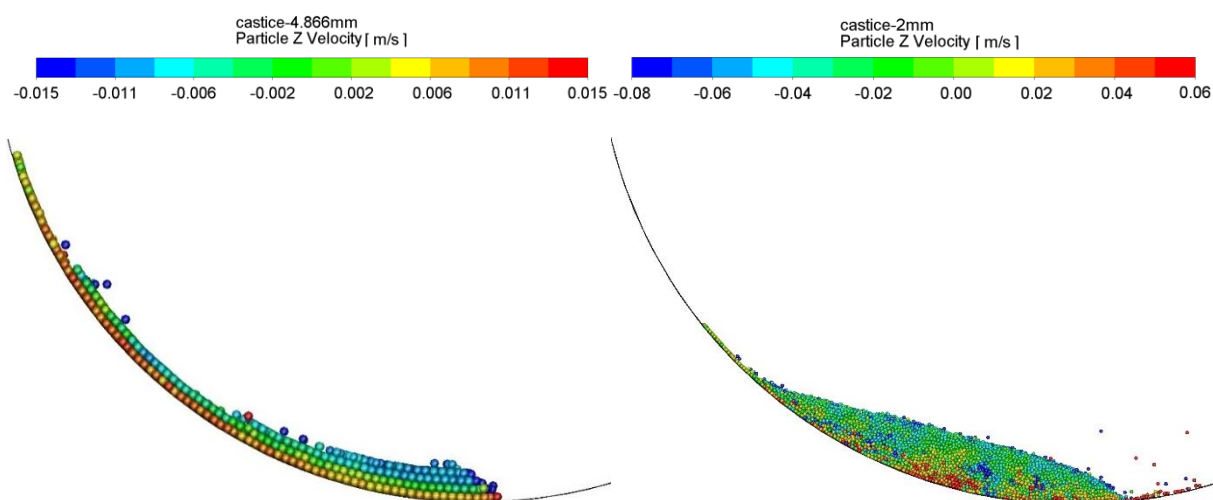 castice-4.866mm
Particle Z Velocity [ m/s ]
-0.015 -0.011 -0.006 -0.002 0.002 0.006 0.011 0.015
castice-2mm
Particle Z Velocity [ m/s ]
-0.08 -0.06 -0.04 -0.02 0.00 0.02 0.04 0.06